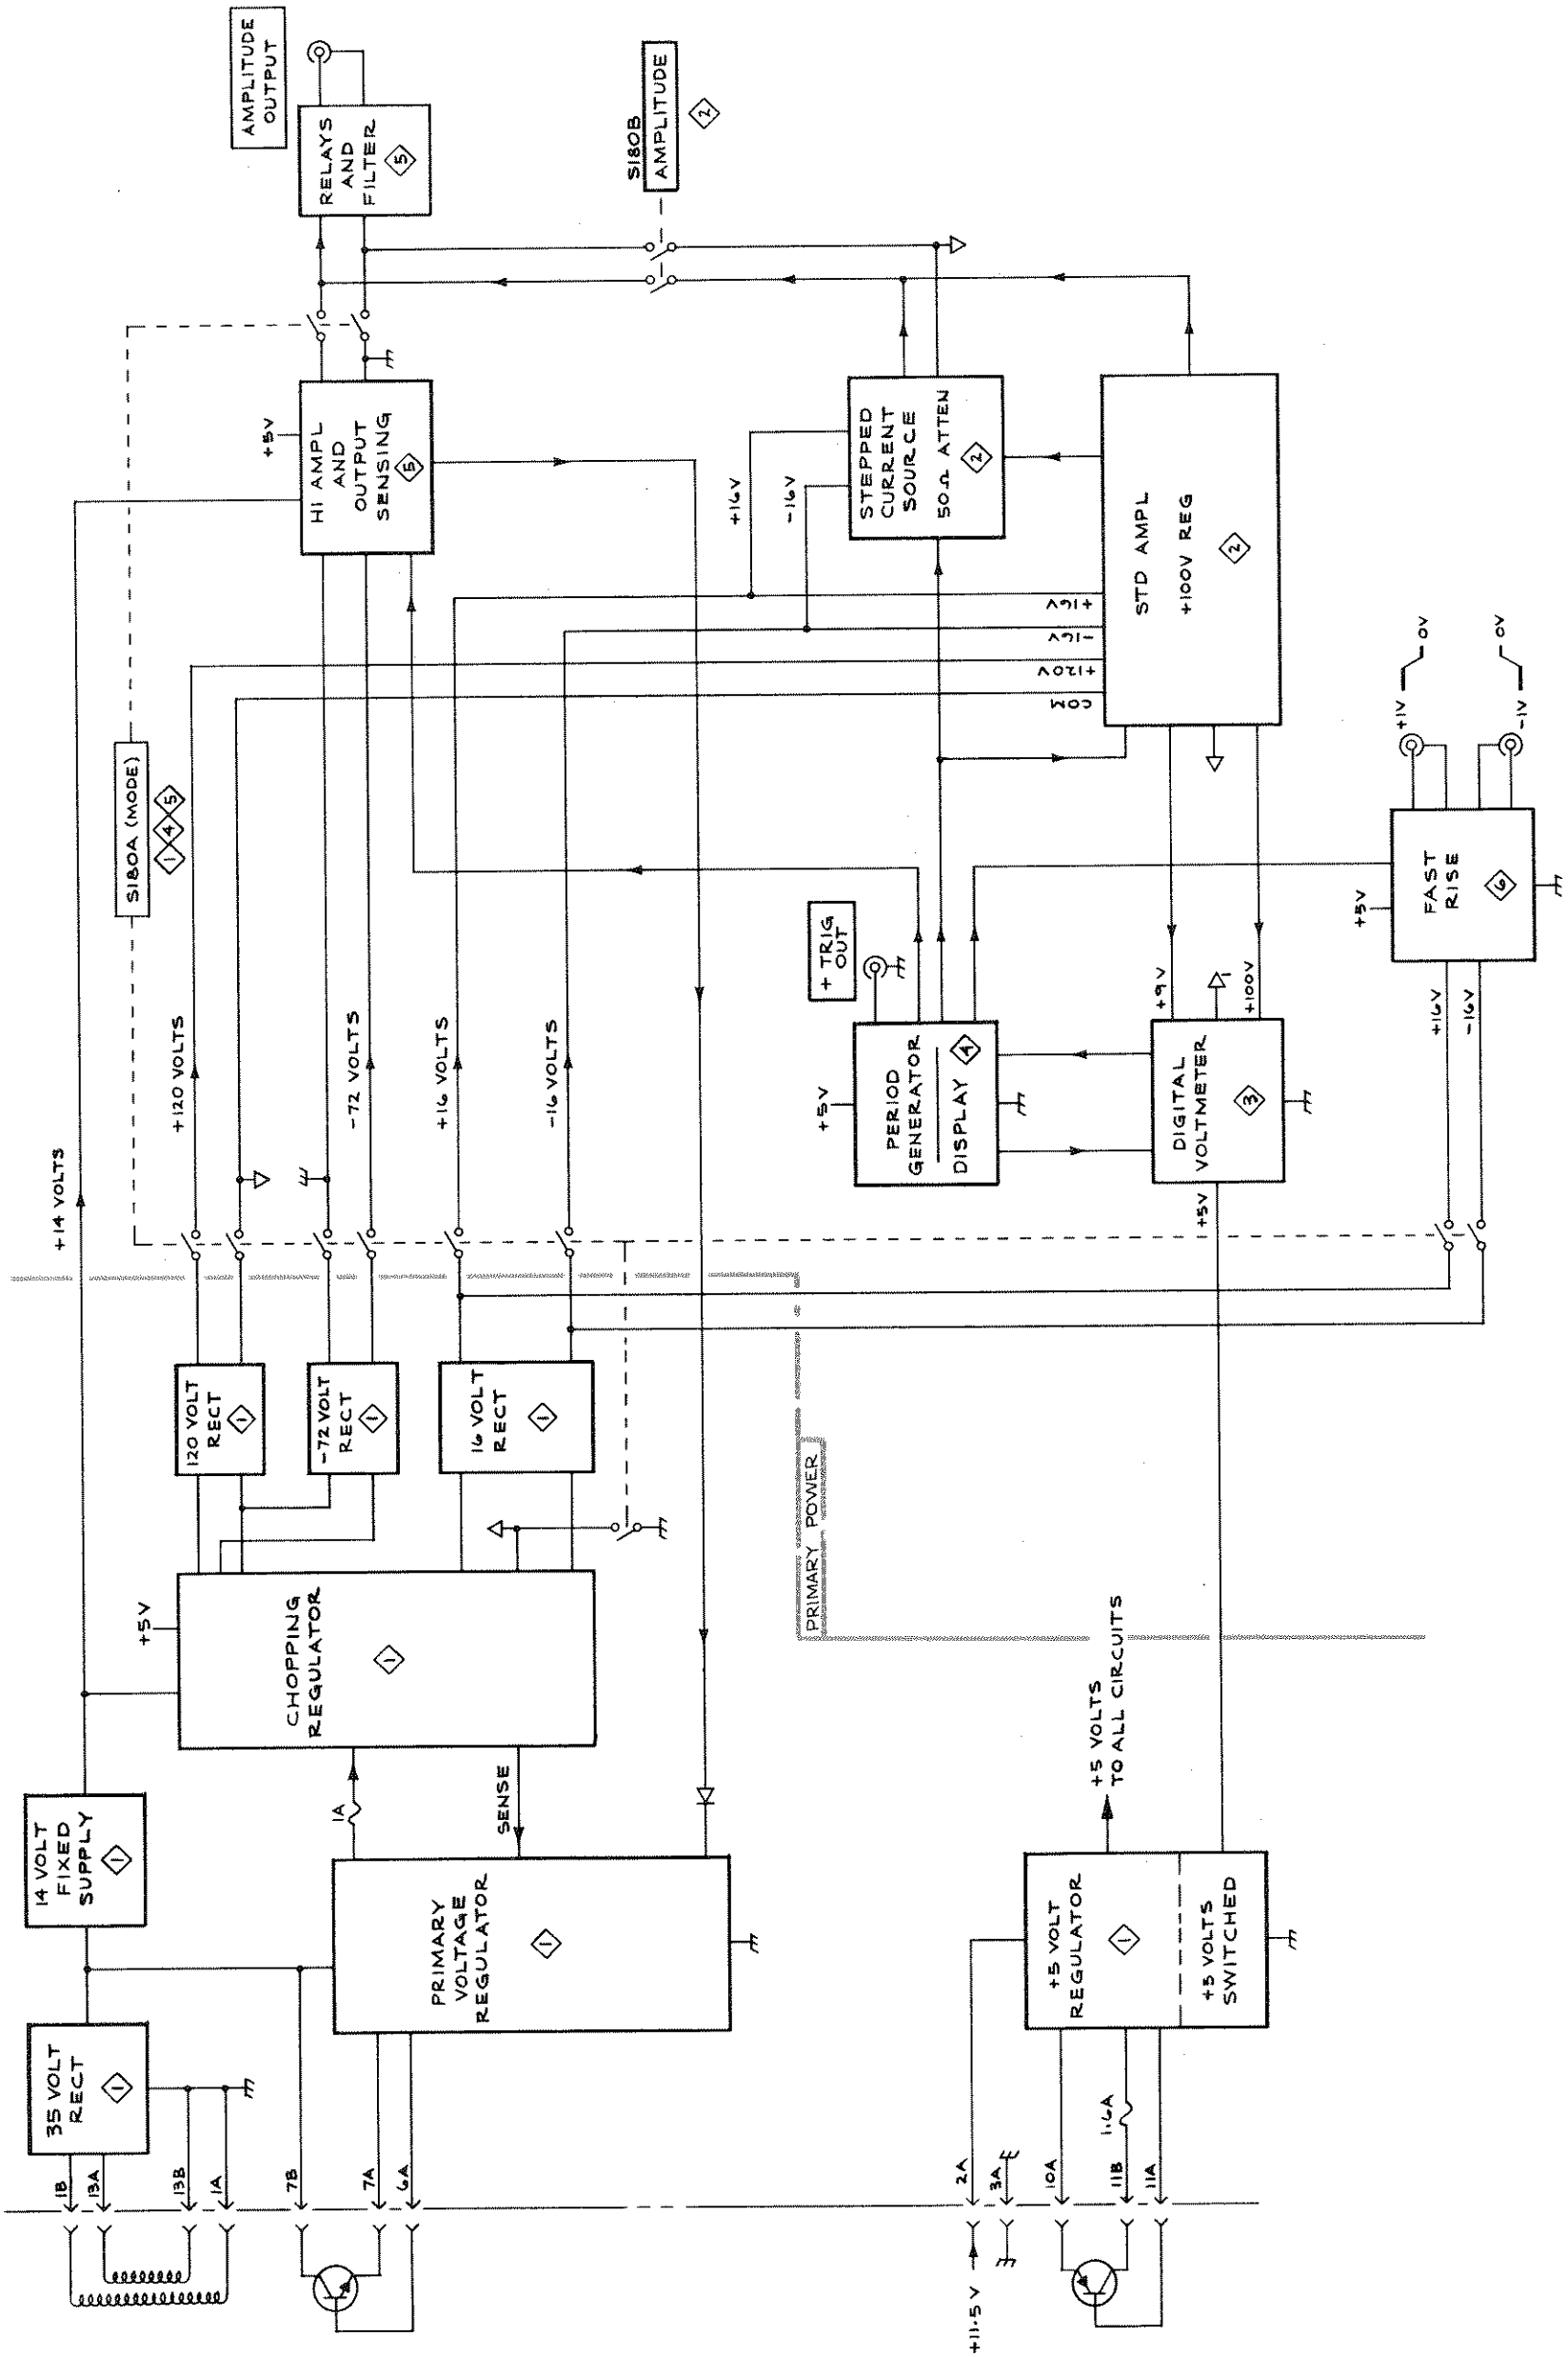 1B
13A
13B
1A
7B
7A
6A
+11.5 V
2A
3A
10A
11B
11A
1.6A
35 VOLT
RECT
1
14 VOLT
FIXED
SUPPLY
1
PRIMARY
VOLTAGE
REGULATOR
1
+5 VOLT
REGULATOR
1
+5 VOLTS
SWITCHED
+5 VOLTS
TO ALL CIRCUITS
1A
SENSE
+5V
CHOPPING
REGULATOR
1
PRIMARY POWER
120 VOLT
RECT
1
-72 VOLT
RECT
1
16 VOLT
RECT
1
+14 VOLTS
+120 VOLTS
-72 VOLTS
+16 VOLTS
-16 VOLTS
S180A (MODE)
1 4 5
+5V
PERIOD
GENERATOR
DISPLAY
4
+ TRIG
OUT
+5V
DIGITAL
VOLTMETER
3
+9V
1
+100V
+16V
-16V
+5V
FAST
RISE
6
+1V
0V
-1V
0V
COM
+120V
-16V
+16V
STD AMPL
+100V REG
2
+16V
-16V
STEPPED
CURRENT
SOURCE
50Ω ATTEN
2
+5V
HI AMPL
AND
OUTPUT
SENSING
5
RELAYS
AND
FILTER
5
AMPLITUDE
OUTPUT
S180B
AMPLITUDE
2